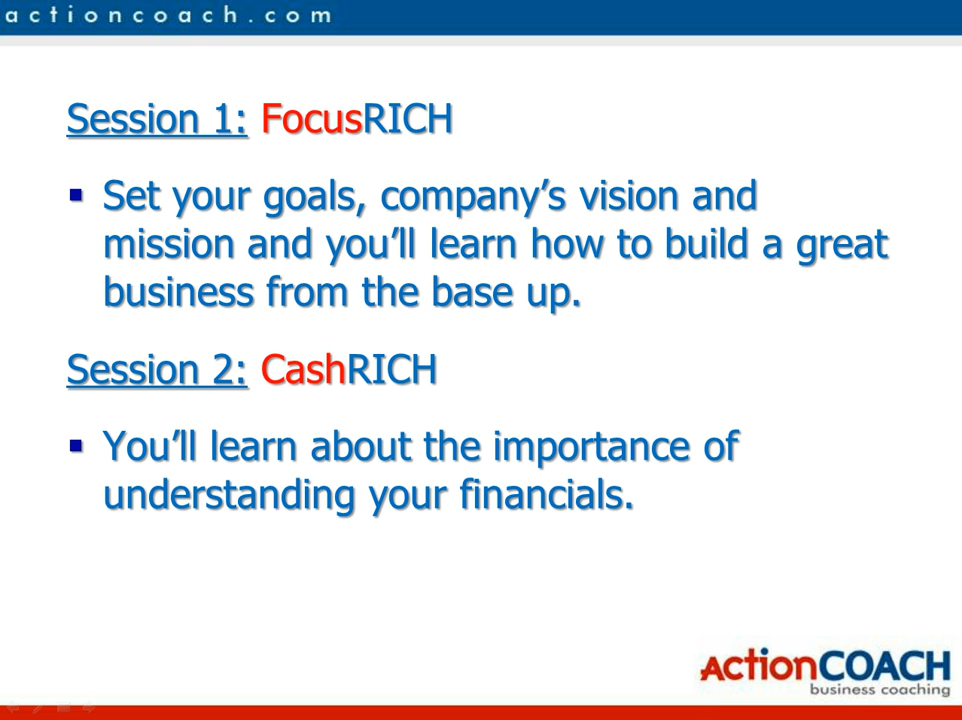 actioncoach.com
Session 1: FocusRICH
▪ Set your goals, company’s vision and
mission and you’ll learn how to build a great
business from the base up.
Session 2: CashRICH
▪ You’ll learn about the importance of
understanding your financials.
ActionCOACH
business coaching